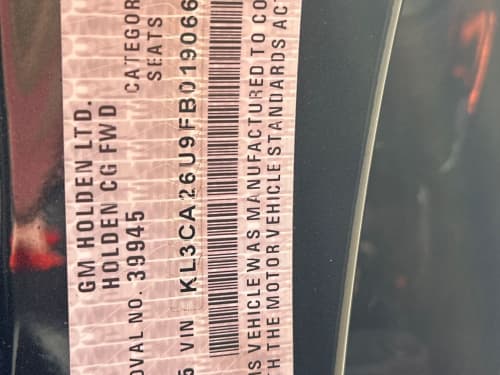 GM HOLDEN LTD.
HOLDEN CG FWD
OVAL NO. 39945 CATEGOR
SEATS
VIN KL3CA26U9FB019066
IS VEHICLE WAS MANUFACTURED TO CO
TH THE MOTOR VEHICLE STANDARDS AC